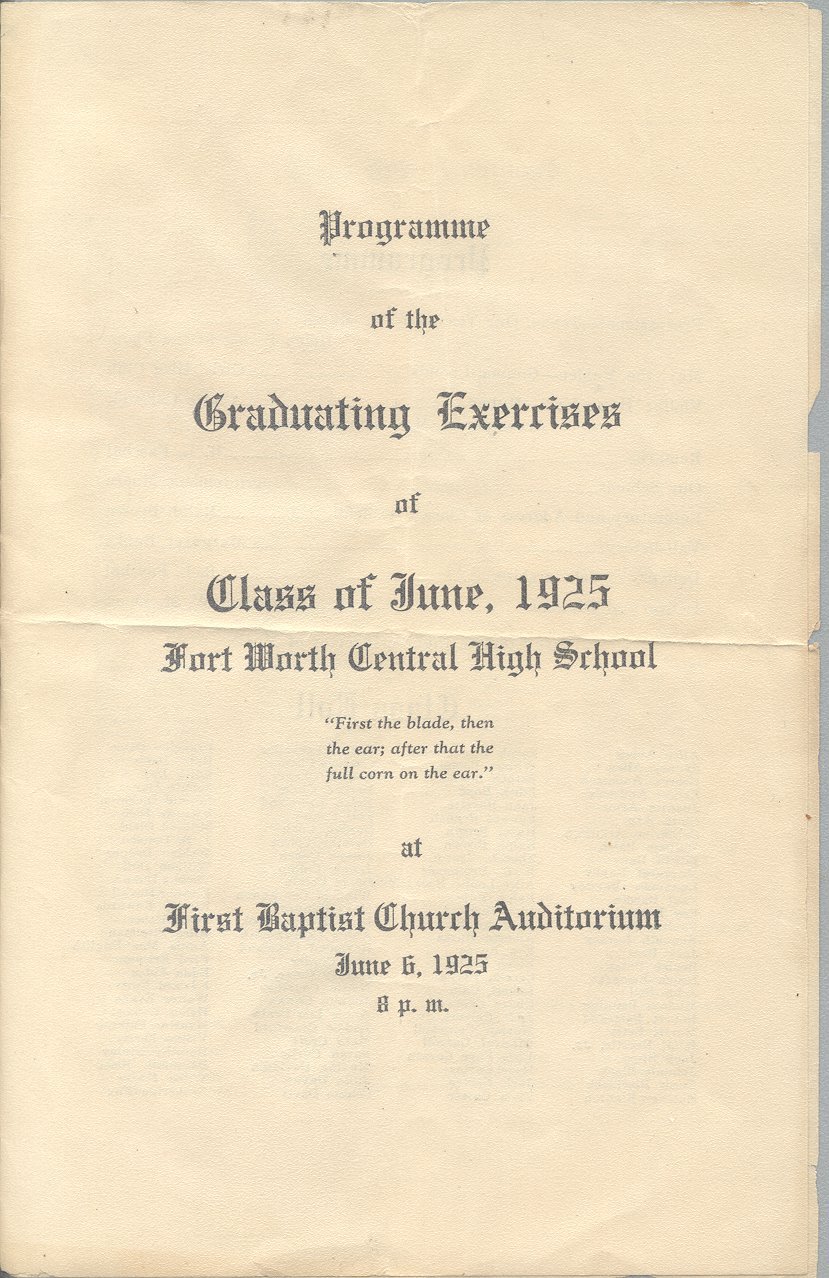 Programme
of the
Graduating Exercises
of
Class of June, 1925
Fort Worth Central High School
"First the blade, then
the ear; after that the
full corn on the ear."
at
First Baptist Church Auditorium
June 6, 1925
8 p. m.